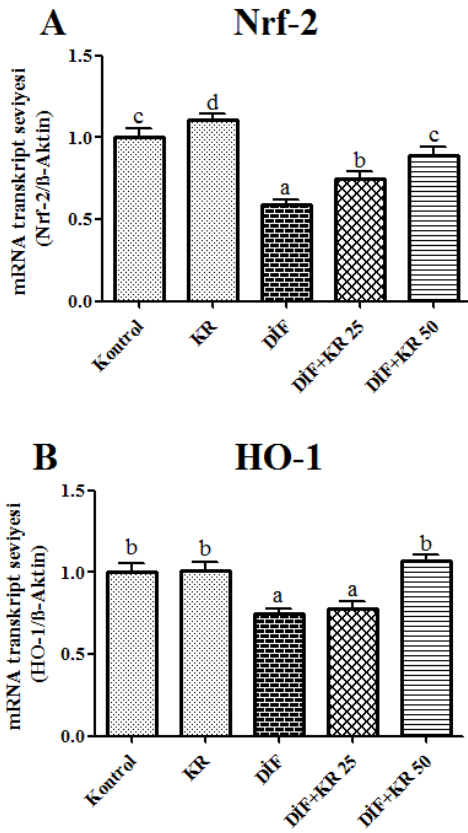 A
Nrf-2
mRNA transkript seviyesi
(Nrf-2/ß-Aktin)
1.5
1.0
0.5
0.0
c
d
a
b
c
Kontrol
KR
DİF
DİF+KR 25
DİF+KR 50
B
HO-1
mRNA transkript seviyesi
(HO-1/ß-Aktin)
1.5
1.0
0.5
0.0
b
b
a
a
b
Kontrol
KR
DİF
DİF+KR 25
DİF+KR 50